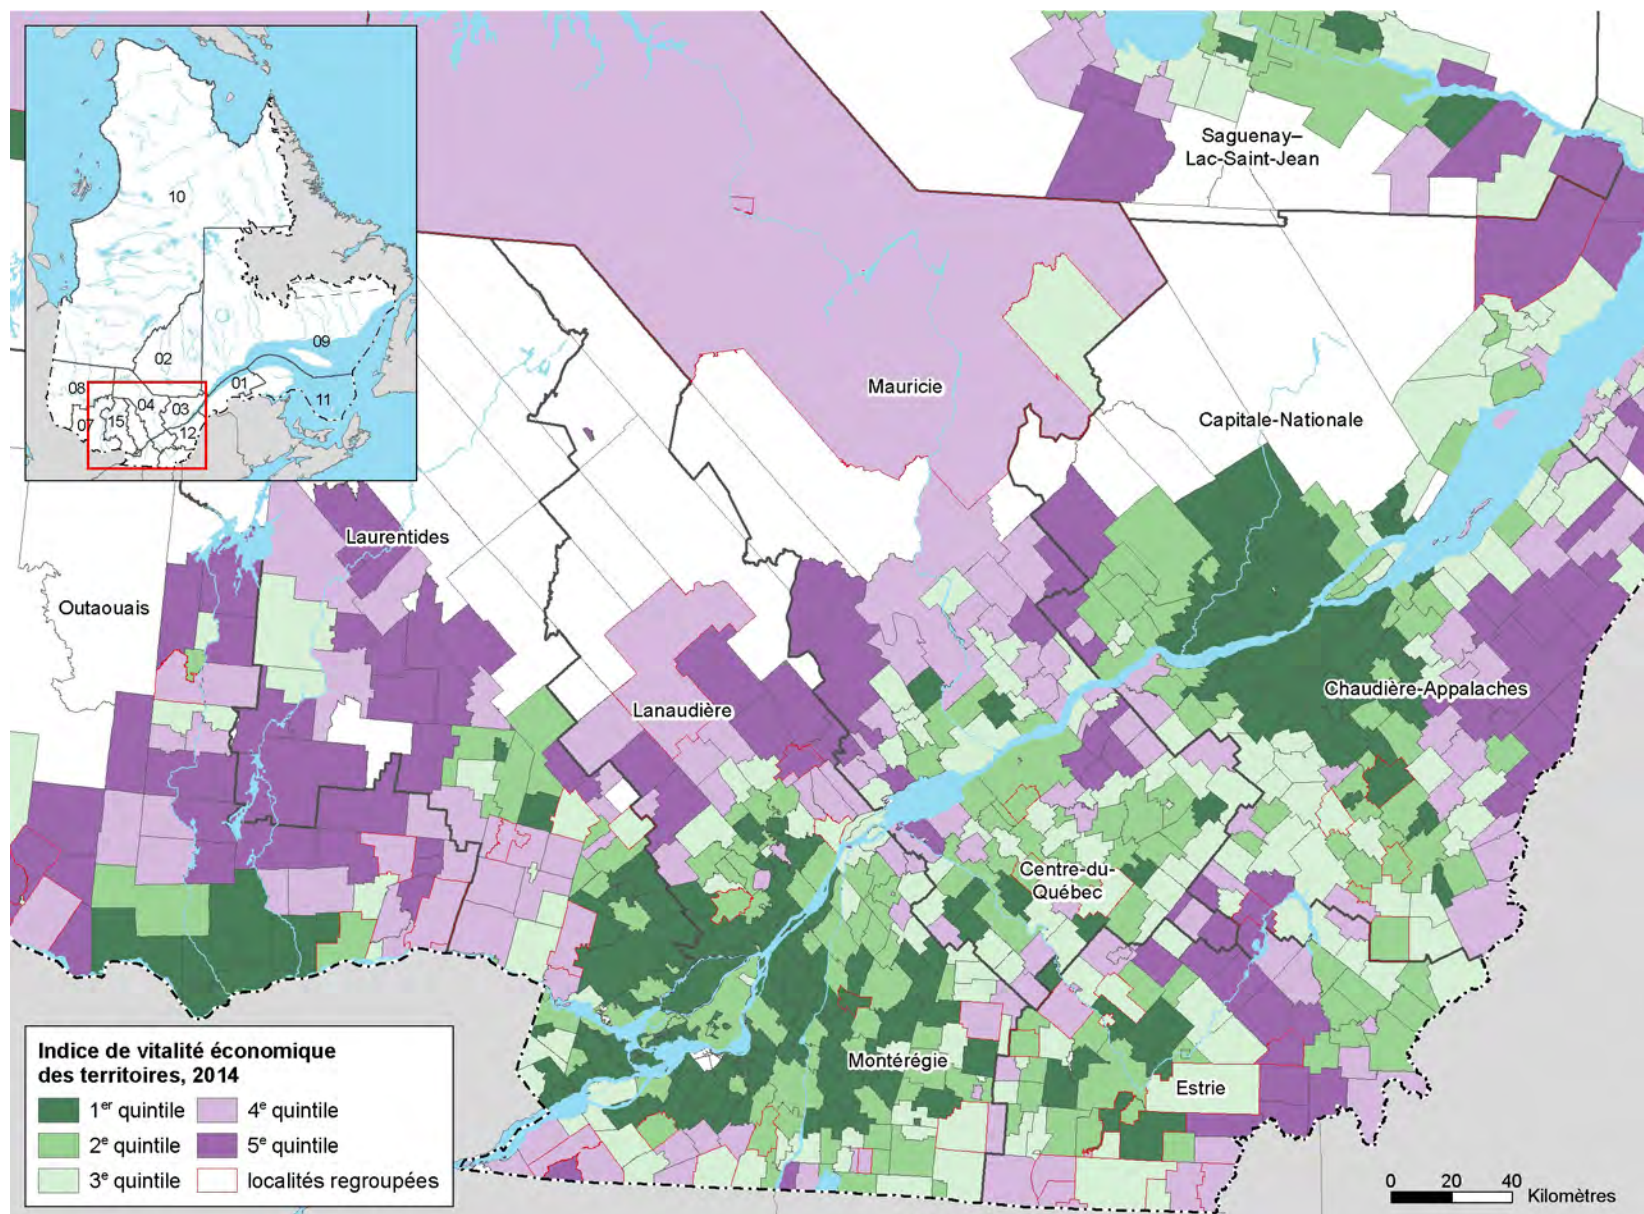 10
02
09
08
01
04
03
11
07
15
12
Saguenay–
Lac-Saint-Jean
Mauricie
Capitale-Nationale
Laurentides
Outaouais
Lanaudière
Chaudière-Appalaches
Centre-du-
Québec
Montérégie
Estrie
Indice de vitalité économique
des territoires, 2014
1er quintile
2e quintile
3e quintile
4e quintile
5e quintile
localités regroupées
0 20 40
Kilomètres